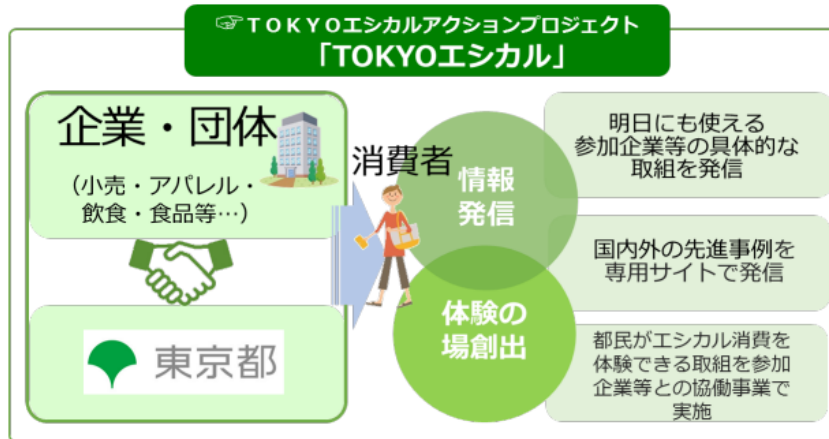 ☞ＴＯＫＹＯエシカルアクションプロジェクト
「TOKYOエシカル」
企業・団体
（小売・アパレル・
飲食・食品等…）
東京都
消費者
情報
発信
体験の
場創出
明日にも使える
参加企業等の具体的な
取組を発信
国内外の先進事例を
専用サイトで発信
都民がエシカル消費を
体験できる取組を参加
企業等との協働事業で
実施